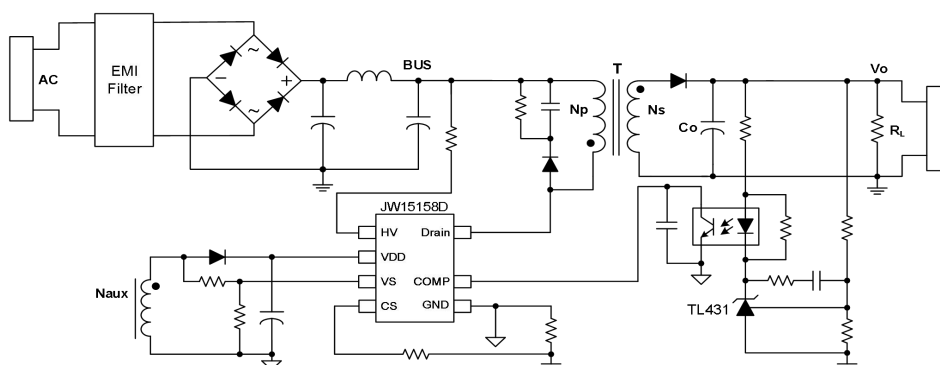 AC
EMI
Filter
~
−
+
~
BUS
Np
T
Ns
Co
Vo
RL
JW15158D
HV
Drain
VDD
VS
COMP
CS
GND
Naux
TL431